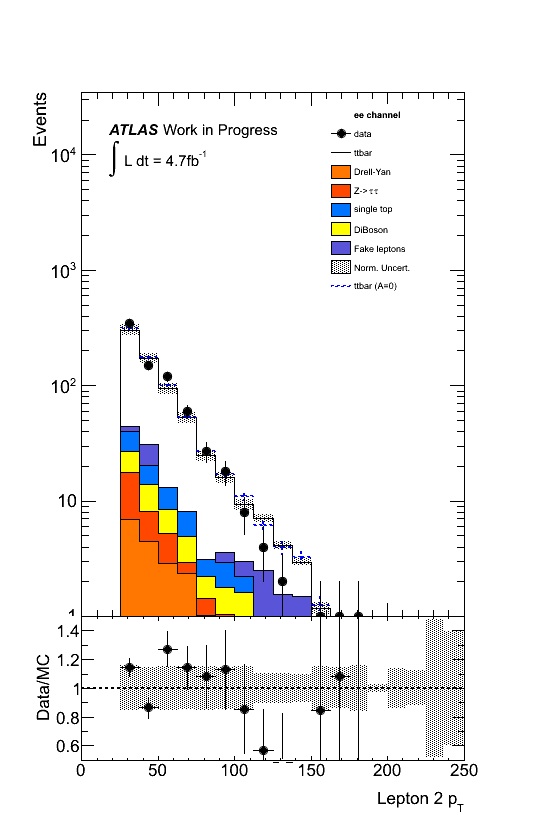 Events
ATLAS Work in Progress
∫ L dt = 4.7fb⁻¹
ee channel
data
ttbar
Drell-Yan
Z->ττ
single top
DiBoson
Fake leptons
Norm. Uncert.
ttbar (A=0)
10⁴
10³
10²
10
1
Data/MC
1.4
1.2
1
0.8
0.6
0 50 100 150 200 250
Lepton 2 p_T